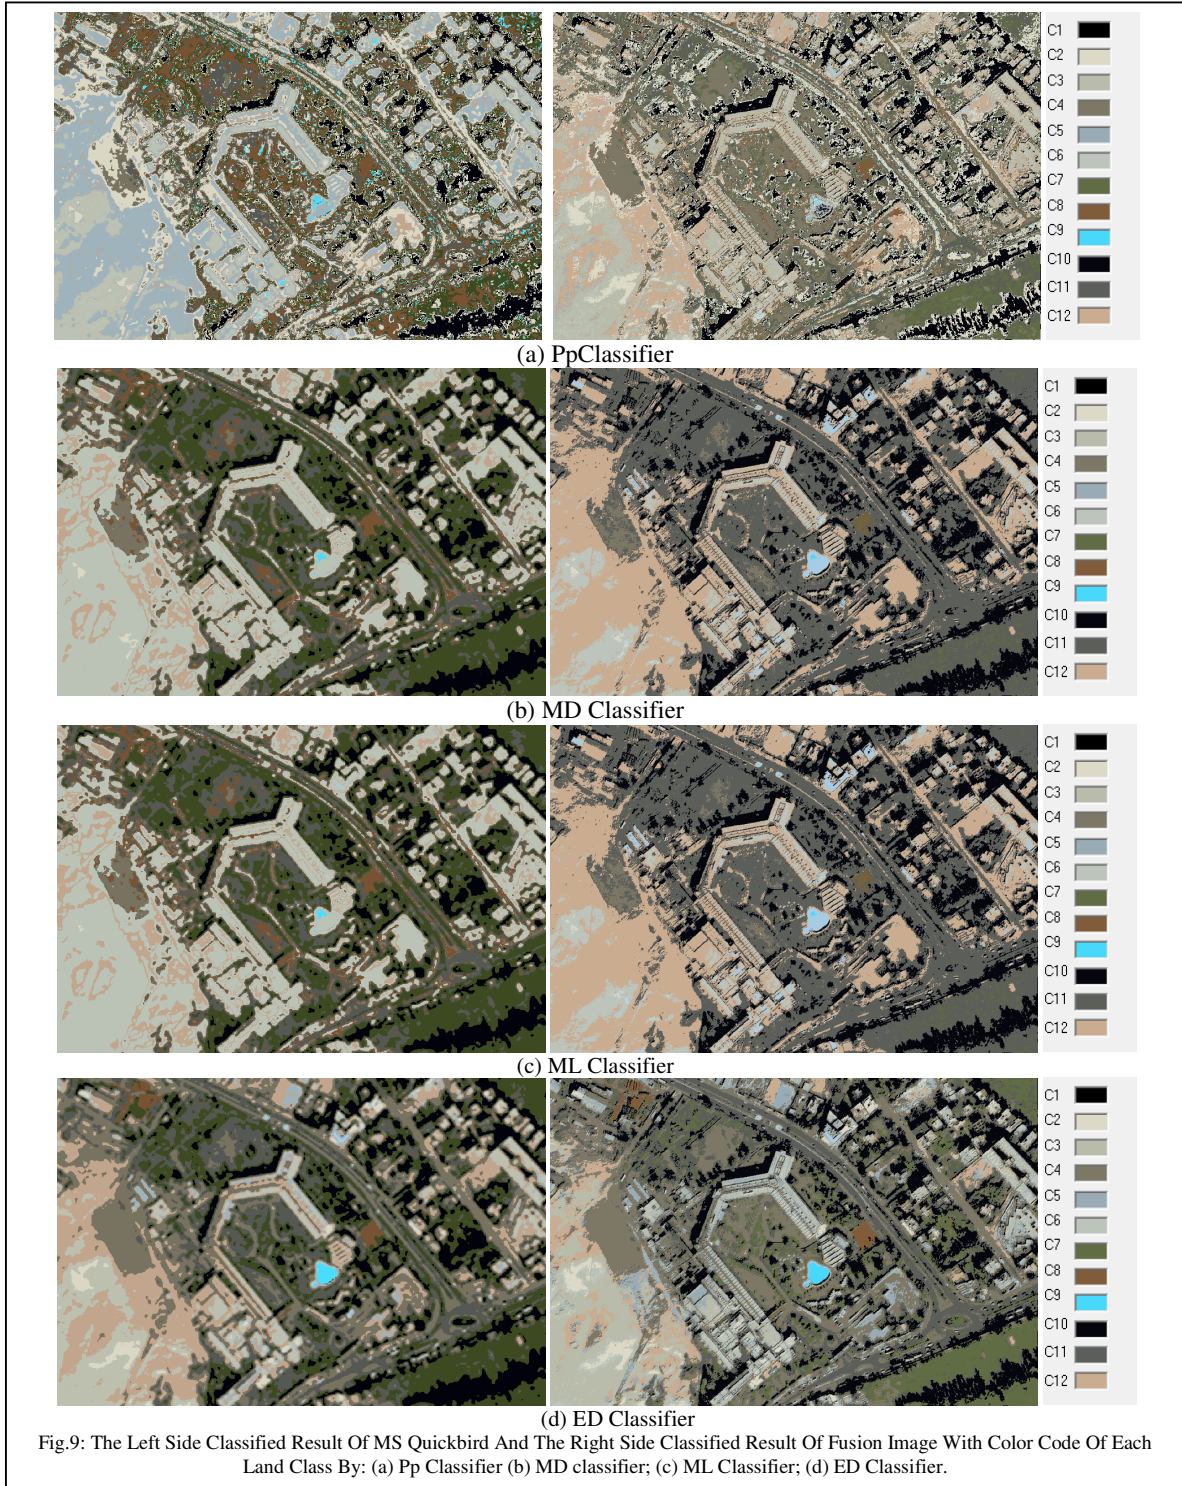 C1
C2
C3
C4
C5
C6
C7
C8
C9
C10
C11
C12
(a) PpClassifier
C1
C2
C3
C4
C5
C6
C7
C8
C9
C10
C11
C12
(b) MD Classifier
C1
C2
C3
C4
C5
C6
C7
C8
C9
C10
C11
C12
(c) ML Classifier
C1
C2
C3
C4
C5
C6
C7
C8
C9
C10
C11
C12
(d) ED Classifier
Fig.9: The Left Side Classified Result Of MS Quickbird And The Right Side Classified Result Of Fusion Image With Color Code Of Each
Land Class By: (a) Pp Classifier (b) MD classifier; (c) ML Classifier; (d) ED Classifier.